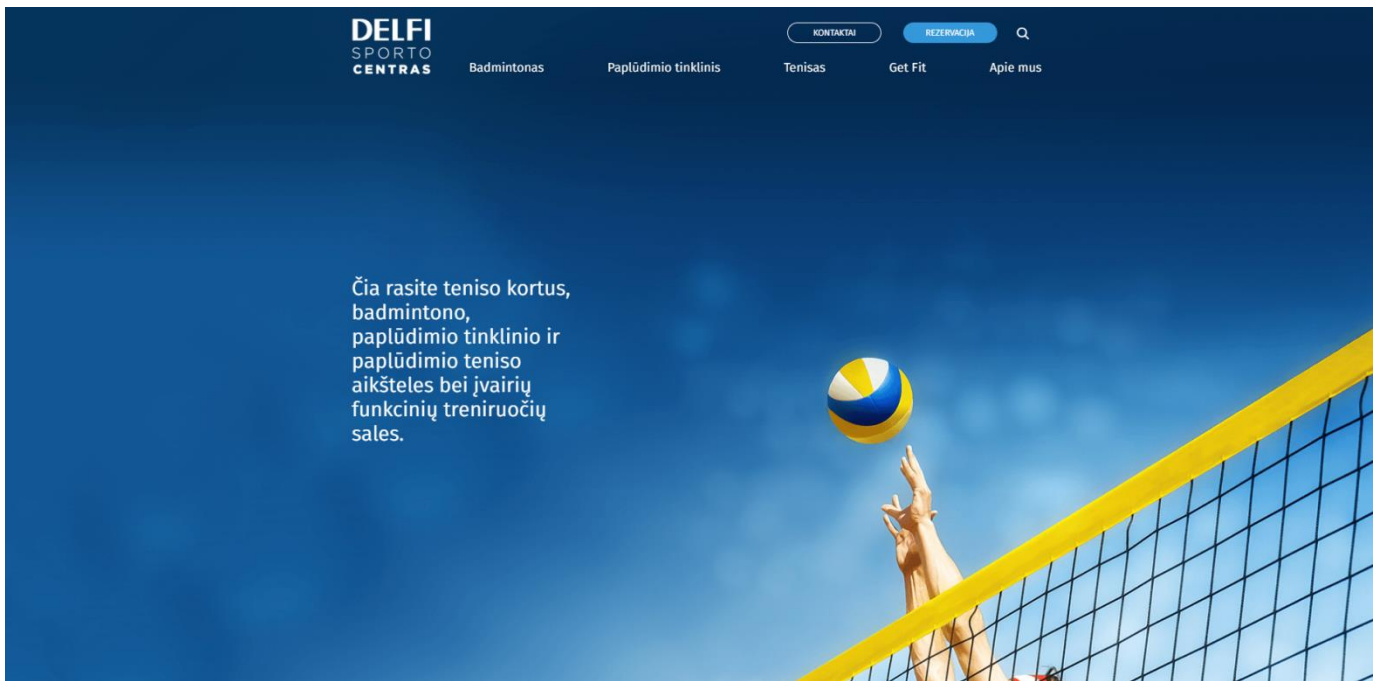 DELFI
SPORTO
CENTRAS
KONTAKTAI
REZERVACIJA
Badmintonas
Paplūdimio tinklinis
Tenisas
Get Fit
Apie mus
Čia rasite teniso kortus,
badmintono,
paplūdimio tinklinio ir
paplūdimio teniso
aikšteles bei įvairių
funkcinių treniruočių
sales.